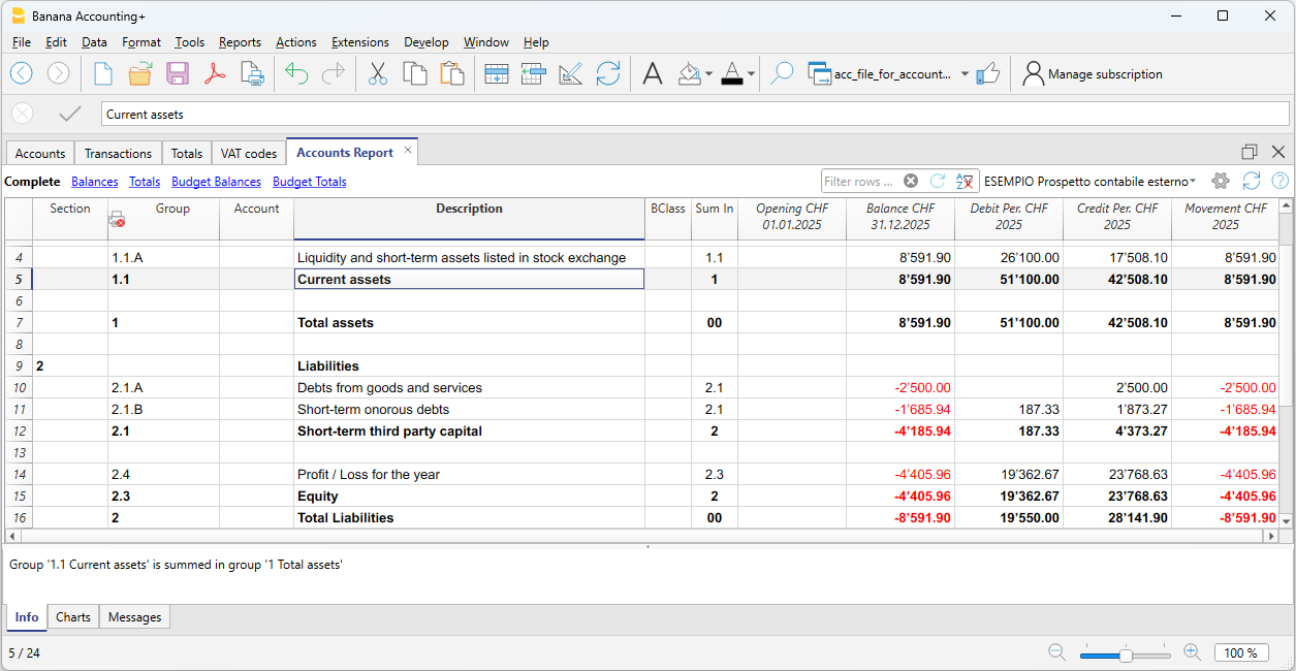 Banana Accounting+
File Edit Data Format Tools Reports Actions Extensions Develop Window Help
acc_file_for_account... Manage subscription
Current assets
Accounts Transactions Totals VAT codes Accounts Report
Complete Balances Totals Budget Balances Budget Totals Filter rows ... ESEMPIO Prospetto contabile esterno
Section Group Account Description BClass Sum In Opening CHF Balance CHF Debit Per. CHF Credit Per. CHF Movement CHF
01.01.2025 31.12.2025 2025 2025 2025
4 1.1.A Liquidity and short-term assets listed in stock exchange 1.1 8'591.90 26'100.00 17'508.10 8'591.90
5 1.1 Current assets 1 8'591.90 51'100.00 42'508.10 8'591.90
6
7 1 Total assets 00 8'591.90 51'100.00 42'508.10 8'591.90
8
9 2 Liabilities
10 2.1.A Debts from goods and services 2.1 -2'500.00 2'500.00 -2'500.00
11 2.1.B Short-term onorous debts 2.1 -1'685.94 187.33 1'873.27 -1'685.94
12 2.1 Short-term third party capital 2 -4'185.94 187.33 4'373.27 -4'185.94
13
14 2.4 Profit / Loss for the year 2.3 -4'405.96 19'362.67 23'768.63 -4'405.96
15 2.3 Equity 2 -4'405.96 19'362.67 23'768.63 -4'405.96
16 2 Total Liabilities 00 -8'591.90 19'550.00 28'141.90 -8'591.90
Group '1.1 Current assets' is summed in group '1 Total assets'
Info Charts Messages
5 / 24 100 %